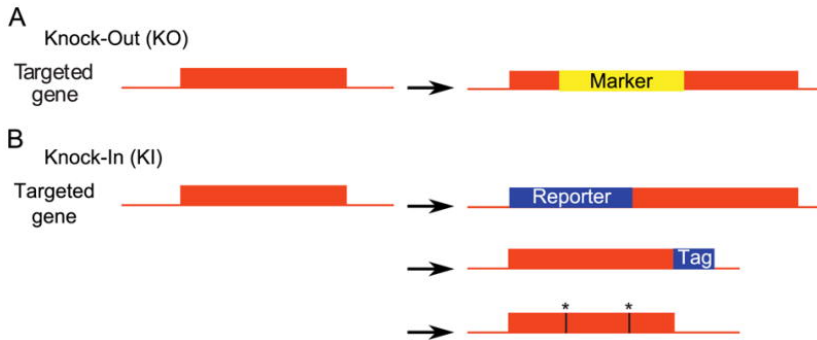 A
Knock-Out (KO)
Targeted
gene
Marker
B
Knock-In (KI)
Targeted
gene
Reporter
Tag
* *